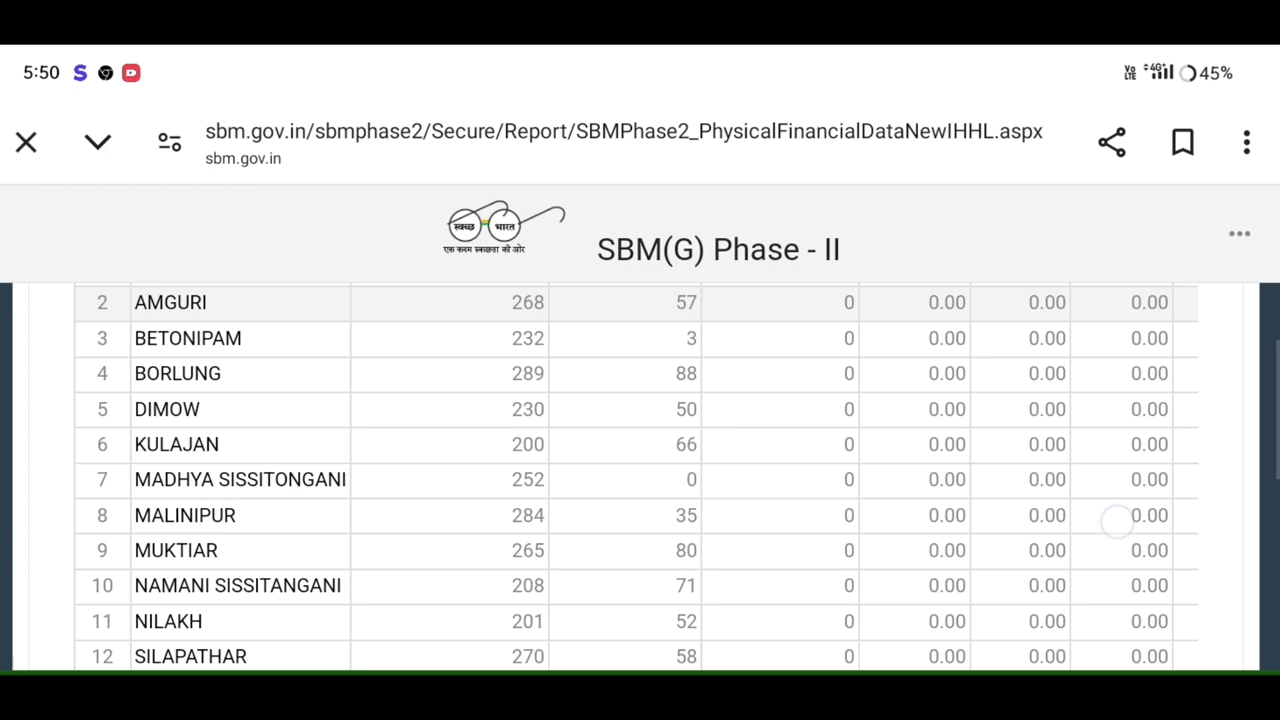 5:50 S VoLTE 4G+ 45%
sbm.gov.in/sbmphase2/Secure/Report/SBMPhase2_PhysicalFinancialDataNewIHHL.aspx
sbm.gov.in
स्वच्छ भारत
एक कदम स्वच्छता की ओर
SBM(G) Phase - II
2 AMGURI 268 57 0 0.00 0.00 0.00
3 BETONIPAM 232 3 0 0.00 0.00 0.00
4 BORLUNG 289 88 0 0.00 0.00 0.00
5 DIMOW 230 50 0 0.00 0.00 0.00
6 KULAJAN 200 66 0 0.00 0.00 0.00
7 MADHYA SISSITONGANI 252 0 0 0.00 0.00 0.00
8 MALINIPUR 284 35 0 0.00 0.00 0.00
9 MUKTIAR 265 80 0 0.00 0.00 0.00
10 NAMANI SISSITANGANI 208 71 0 0.00 0.00 0.00
11 NILAKH 201 52 0 0.00 0.00 0.00
12 SILAPATHAR 270 58 0 0.00 0.00 0.00